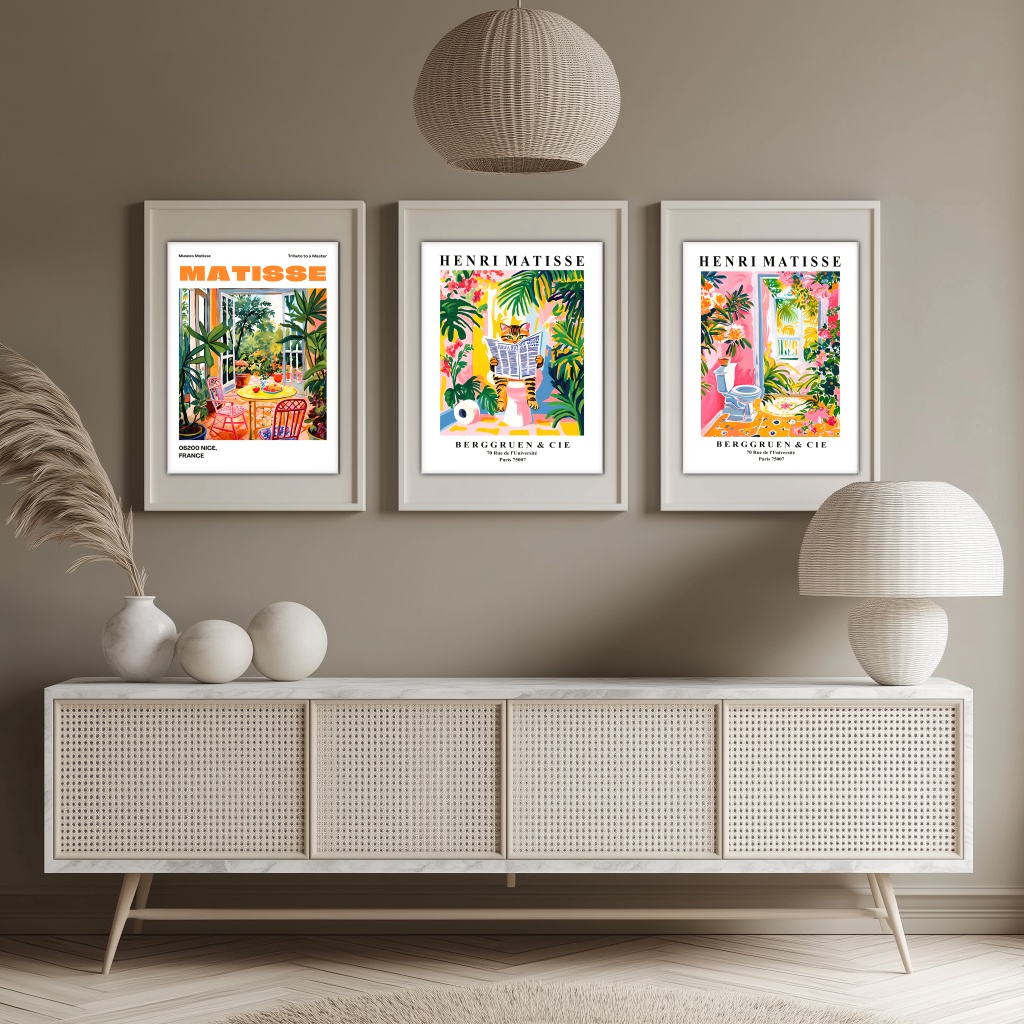 Musées Matisse
Tribute to a Master
MATISSE
06200 NICE,
FRANCE
HENRI MATISSE
BERGGRUEN & CIE
70 Rue de l'Université
Paris 75007
HENRI MATISSE
BERGGRUEN & CIE
70 Rue de l'Université
Paris 75007